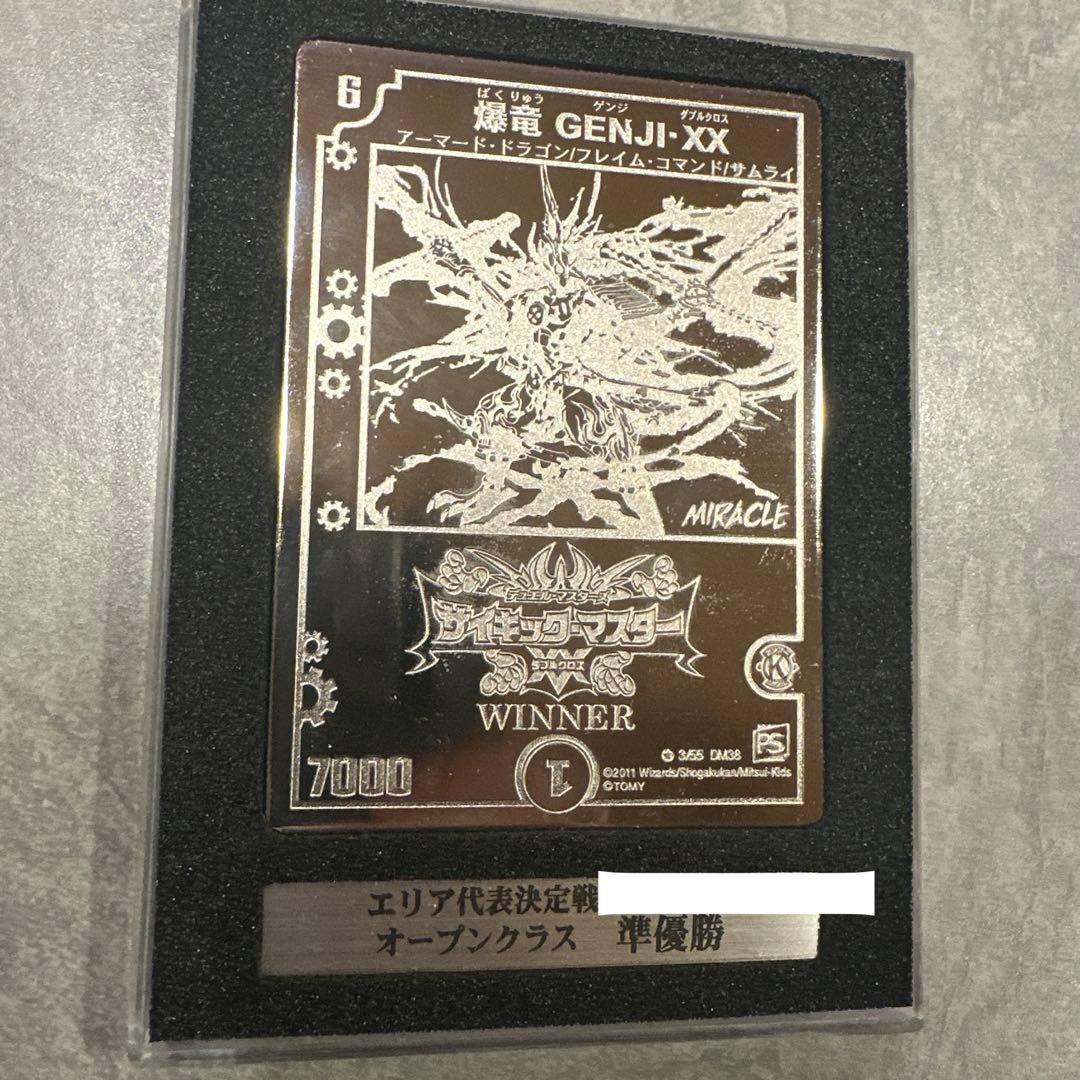 6
ばくりゅう ゲンジ ダブルクロス
爆竜 GENJI·XX
アーマード・ドラゴン/フレイム・コマンド/サムライ
MIRACLE
デュエル・マスターズ
サイキック・マスター
ダブルクロス
K
WINNER
7000
1
3/55 DM38
PS
©2011 Wizards/Shogakukan/Mitsui-Kids
©TOMY
エリア代表決定戦
オープンクラス 準優勝